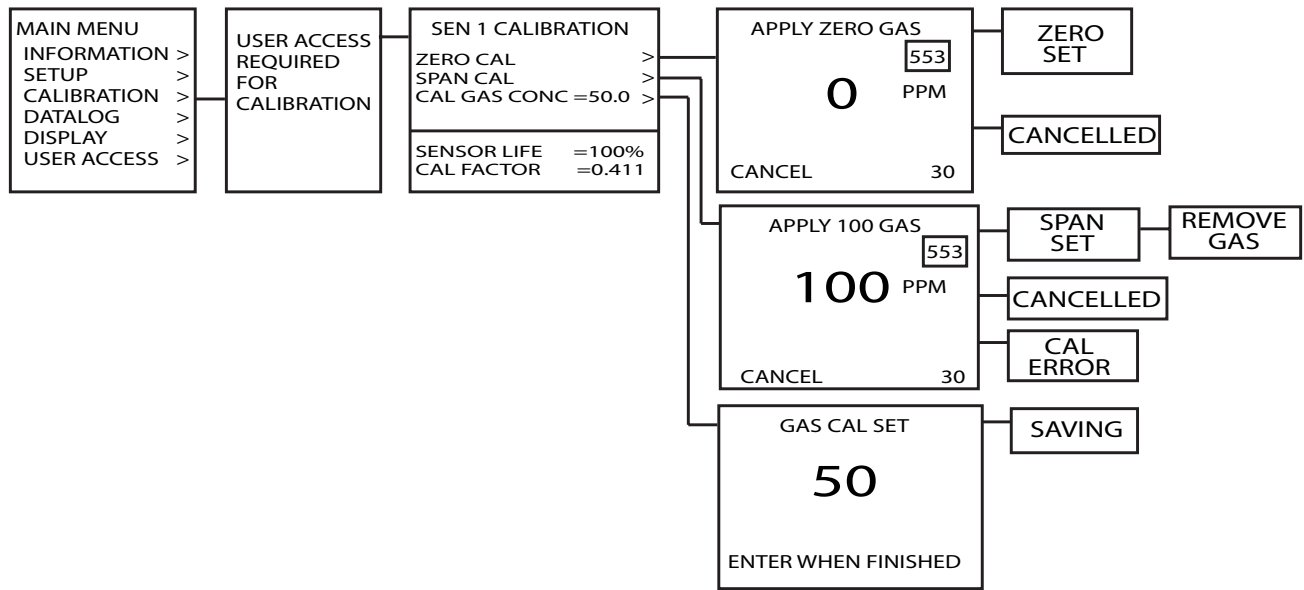 MAIN MENU
INFORMATION >
SETUP >
CALIBRATION >
DATALOG >
DISPLAY >
USER ACCESS >
USER ACCESS
REQUIRED
FOR
CALIBRATION
SEN 1 CALIBRATION
ZERO CAL >
SPAN CAL >
CAL GAS CONC =50.0 >
SENSOR LIFE =100%
CAL FACTOR =0.411
APPLY ZERO GAS
553
0 PPM
CANCEL 30
ZERO
SET
CANCELLED
APPLY 100 GAS
553
100 PPM
CANCEL 30
SPAN
SET
REMOVE
GAS
CANCELLED
CAL
ERROR
GAS CAL SET
50
ENTER WHEN FINISHED
SAVING